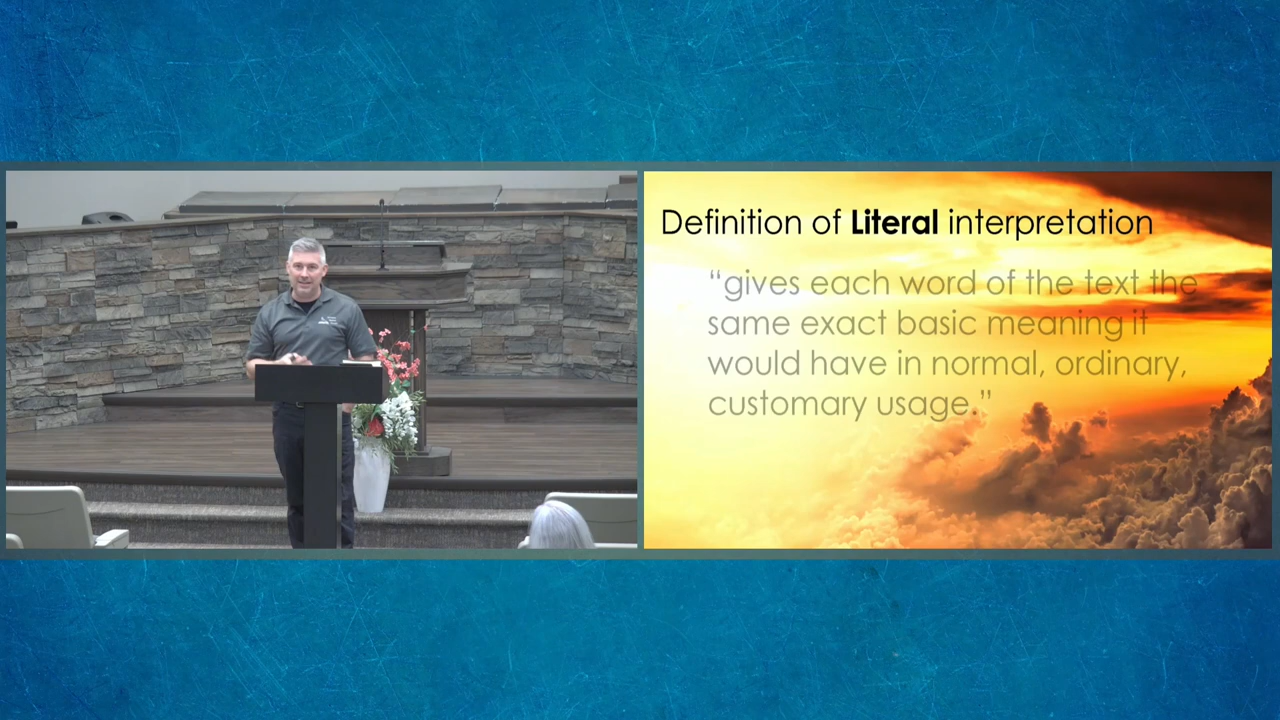 Definition of Literal interpretation
“gives each word of the text the
same exact basic meaning it
would have in normal, ordinary,
customary usage.”